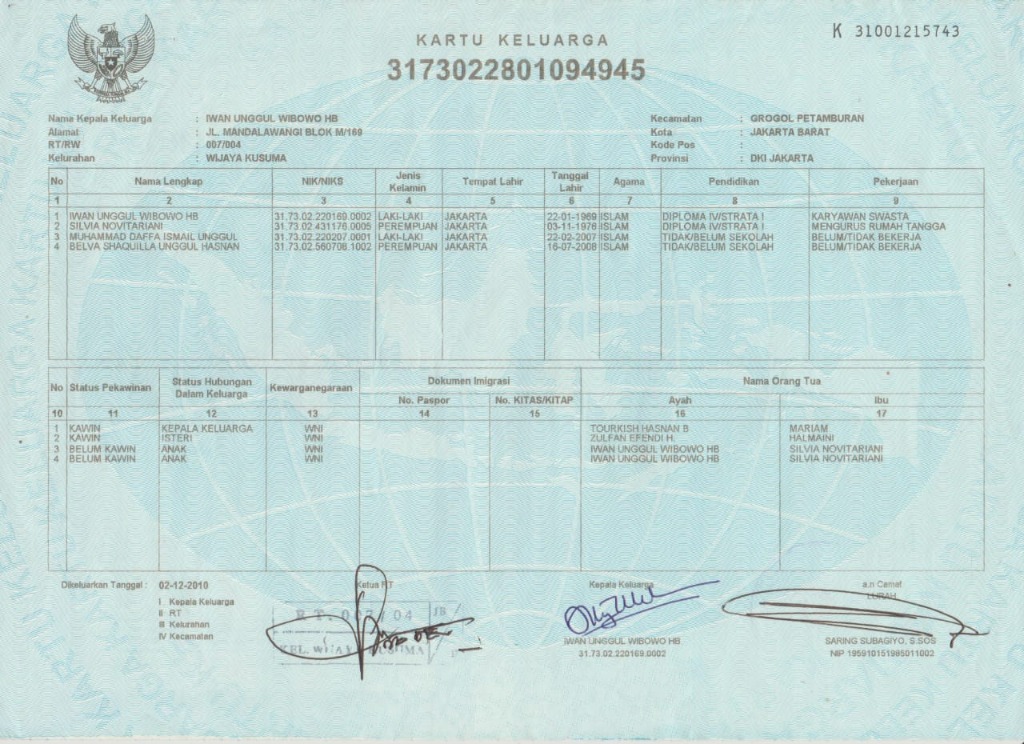 K 31001215743
KARTU KELUARGA
3173022801094945
Nama Kepala Keluarga : IWAN UNGGUL WIBOWO HB Kecamatan : GROGOL PETAMBURAN
Alamat : JL. MANDALAWANGI BLOK M/169 Kota : JAKARTA BARAT
RT/RW : 007/004 Kode Pos :
Kelurahan : WIJAYA KUSUMA Provinsi : DKI JAKARTA
No Nama Lengkap NIK/NIKS Jenis Kelamin Tempat Lahir Tanggal Lahir Agama Pendidikan Pekerjaan
1 2 3 4 5 6 7 8 9
1 IWAN UNGGUL WIBOWO HB 31.73.02.220169.0002 LAKI-LAKI JAKARTA 22-01-1969 ISLAM DIPLOMA IV/STRATA I KARYAWAN SWASTA
2 SILVIA NOVITARIANI 31.73.02.431176.0005 PEREMPUAN JAKARTA 03-11-1976 ISLAM DIPLOMA IV/STRATA I MENGURUS RUMAH TANGGA
3 MUHAMMAD DAFFA ISMAIL UNGGUL 31.73.02.220207.0001 LAKI-LAKI JAKARTA 22-02-2007 ISLAM TIDAK/BELUM SEKOLAH BELUM/TIDAK BEKERJA
4 BELVA SHAQUILLA UNGGUL HASNAN 31.73.02.560708.1002 PEREMPUAN JAKARTA 16-07-2008 ISLAM TIDAK/BELUM SEKOLAH BELUM/TIDAK BEKERJA
No Status Pekawinan Status Hubungan Dalam Keluarga Kewarganegaraan Dokumen Imigrasi Nama Orang Tua
No. Paspor No. KITAS/KITAP Ayah Ibu
10 11 12 13 14 15 16 17
1 KAWIN KEPALA KELUARGA WNI TOURKISH HASNAN B MARIAM
2 KAWIN ISTERI WNI ZULFAN EFENDI H. HALMAINI
3 BELUM KAWIN ANAK WNI IWAN UNGGUL WIBOWO HB SILVIA NOVITARIANI
4 BELUM KAWIN ANAK WNI IWAN UNGGUL WIBOWO HB SILVIA NOVITARIANI
Dikeluarkan Tanggal : 02-12-2010 Ketua RT Kepala Keluarga a.n Camat
LURAH
I Kepala Keluarga
II RT
III Kelurahan
IV Kecamatan
RT. 007/04
KEL. WIJAYA KUSUMA
IWAN UNGGUL WIBOWO HB SARING SUBAGIYO, S.SOS
31.73.02.220169.0002 NIP 195910151985011002